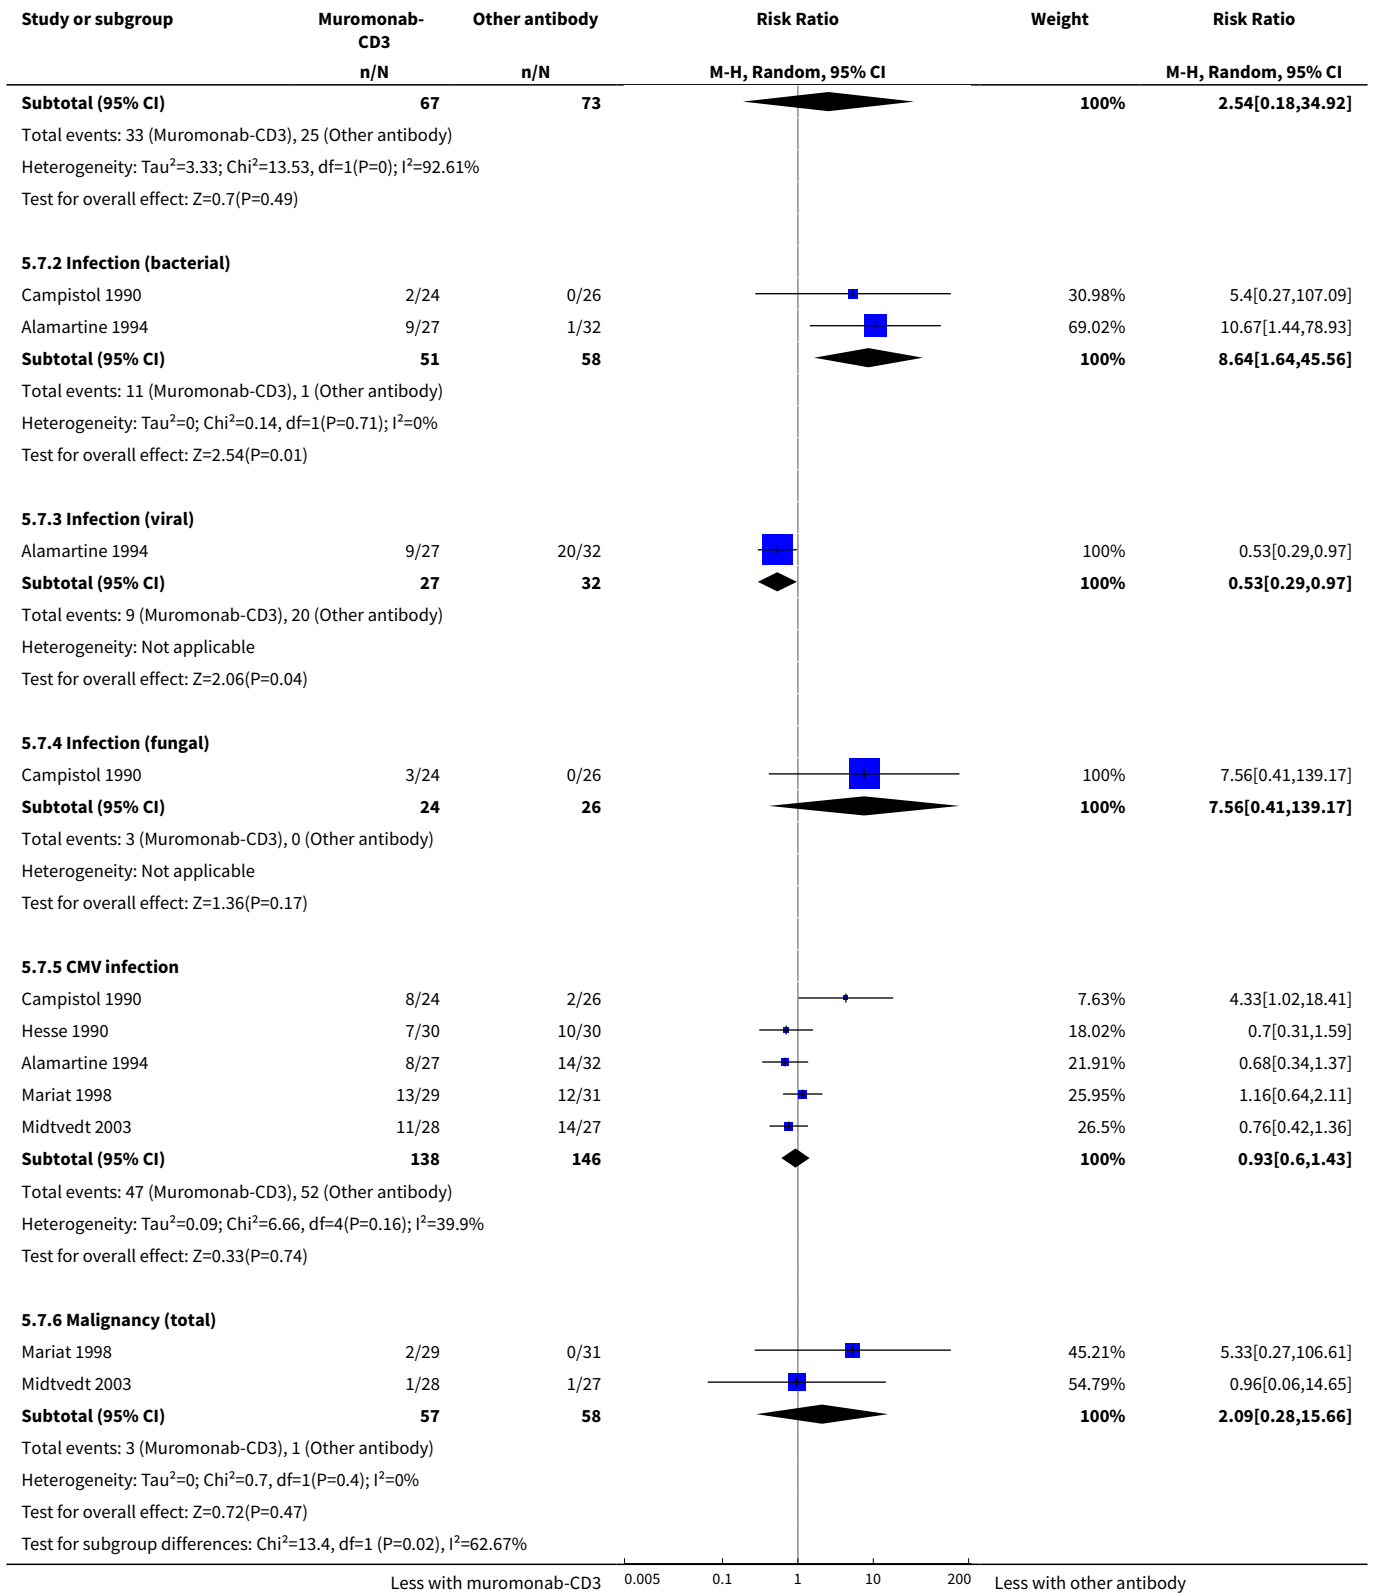 Study or subgroup Muromonab-CD3 Other antibody Risk Ratio Weight Risk Ratio
n/N n/N M-H, Random, 95% CI M-H, Random, 95% CI
Subtotal (95% CI) 67 73 100% 2.54[0.18,34.92]
Total events: 33 (Muromonab-CD3), 25 (Other antibody)
Heterogeneity: Tau²=3.33; Chi²=13.53, df=1(P=0); I²=92.61%
Test for overall effect: Z=0.7(P=0.49)
5.7.2 Infection (bacterial)
Campistol 1990 2/24 0/26 30.98% 5.4[0.27,107.09]
Alamartine 1994 9/27 1/32 69.02% 10.67[1.44,78.93]
Subtotal (95% CI) 51 58 100% 8.64[1.64,45.56]
Total events: 11 (Muromonab-CD3), 1 (Other antibody)
Heterogeneity: Tau²=0; Chi²=0.14, df=1(P=0.71); I²=0%
Test for overall effect: Z=2.54(P=0.01)
5.7.3 Infection (viral)
Alamartine 1994 9/27 20/32 100% 0.53[0.29,0.97]
Subtotal (95% CI) 27 32 100% 0.53[0.29,0.97]
Total events: 9 (Muromonab-CD3), 20 (Other antibody)
Heterogeneity: Not applicable
Test for overall effect: Z=2.06(P=0.04)
5.7.4 Infection (fungal)
Campistol 1990 3/24 0/26 100% 7.56[0.41,139.17]
Subtotal (95% CI) 24 26 100% 7.56[0.41,139.17]
Total events: 3 (Muromonab-CD3), 0 (Other antibody)
Heterogeneity: Not applicable
Test for overall effect: Z=1.36(P=0.17)
5.7.5 CMV infection
Campistol 1990 8/24 2/26 7.63% 4.33[1.02,18.41]
Hesse 1990 7/30 10/30 18.02% 0.7[0.31,1.59]
Alamartine 1994 8/27 14/32 21.91% 0.68[0.34,1.37]
Mariat 1998 13/29 12/31 25.95% 1.16[0.64,2.11]
Midtvedt 2003 11/28 14/27 26.5% 0.76[0.42,1.36]
Subtotal (95% CI) 138 146 100% 0.93[0.6,1.43]
Total events: 47 (Muromonab-CD3), 52 (Other antibody)
Heterogeneity: Tau²=0.09; Chi²=6.66, df=4(P=0.16); I²=39.9%
Test for overall effect: Z=0.33(P=0.74)
5.7.6 Malignancy (total)
Mariat 1998 2/29 0/31 45.21% 5.33[0.27,106.61]
Midtvedt 2003 1/28 1/27 54.79% 0.96[0.06,14.65]
Subtotal (95% CI) 57 58 100% 2.09[0.28,15.66]
Total events: 3 (Muromonab-CD3), 1 (Other antibody)
Heterogeneity: Tau²=0; Chi²=0.7, df=1(P=0.4); I²=0%
Test for overall effect: Z=0.72(P=0.47)
Test for subgroup differences: Chi²=13.4, df=1 (P=0.02), I²=62.67%
Less with muromonab-CD3 0.005 0.1 1 10 200 Less with other antibody